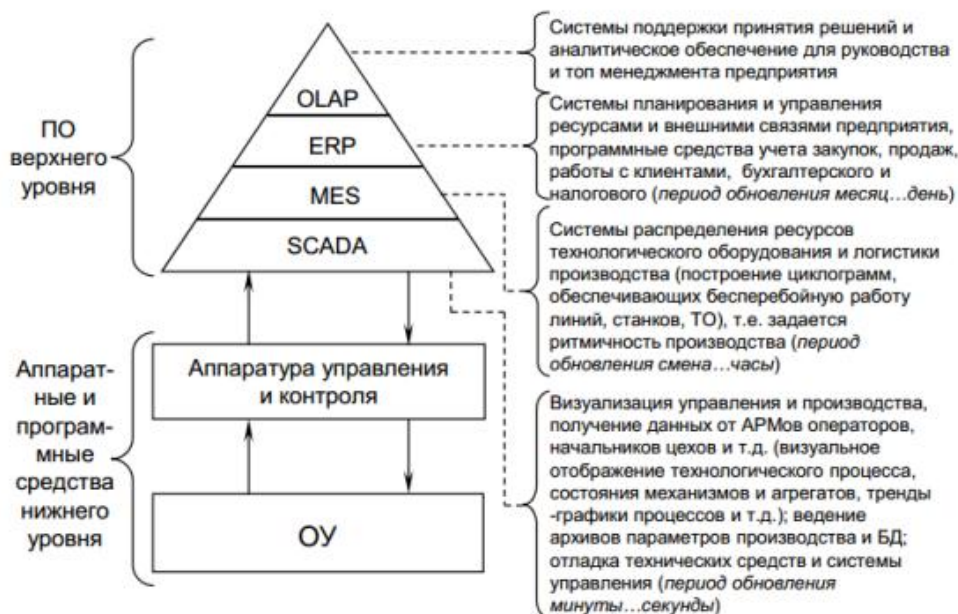 ПО
верхнего
уровня
OLAP
ERP
MES
SCADA
Системы поддержки принятия решений и
аналитическое обеспечение для руководства
и топ менеджмента предприятия
Системы планирования и управления
ресурсами и внешними связями предприятия,
программные средства учета закупок, продаж,
работы с клиентами, бухгалтерского и
налогового (период обновления месяц...день)
Системы распределения ресурсов
технологического оборудования и логистики
производства (построение циклограмм,
обеспечивающих бесперебойную работу
линий, станков, ТО), т.е. задается
ритмичность производства (период
обновления смена...часы)
Аппарат-
ные и
програм-
мные
средства
нижнего
уровня
Аппаратура управления
и контроля
ОУ
Визуализация управления и производства,
получение данных от АРМов операторов,
начальников цехов и т.д. (визуальное
отображение технологического процесса,
состояния механизмов и агрегатов, тренды
-графики процессов и т.д.); ведение
архивов параметров производства и БД;
отладка технических средств и системы
управления (период обновления
минуты...секунды)